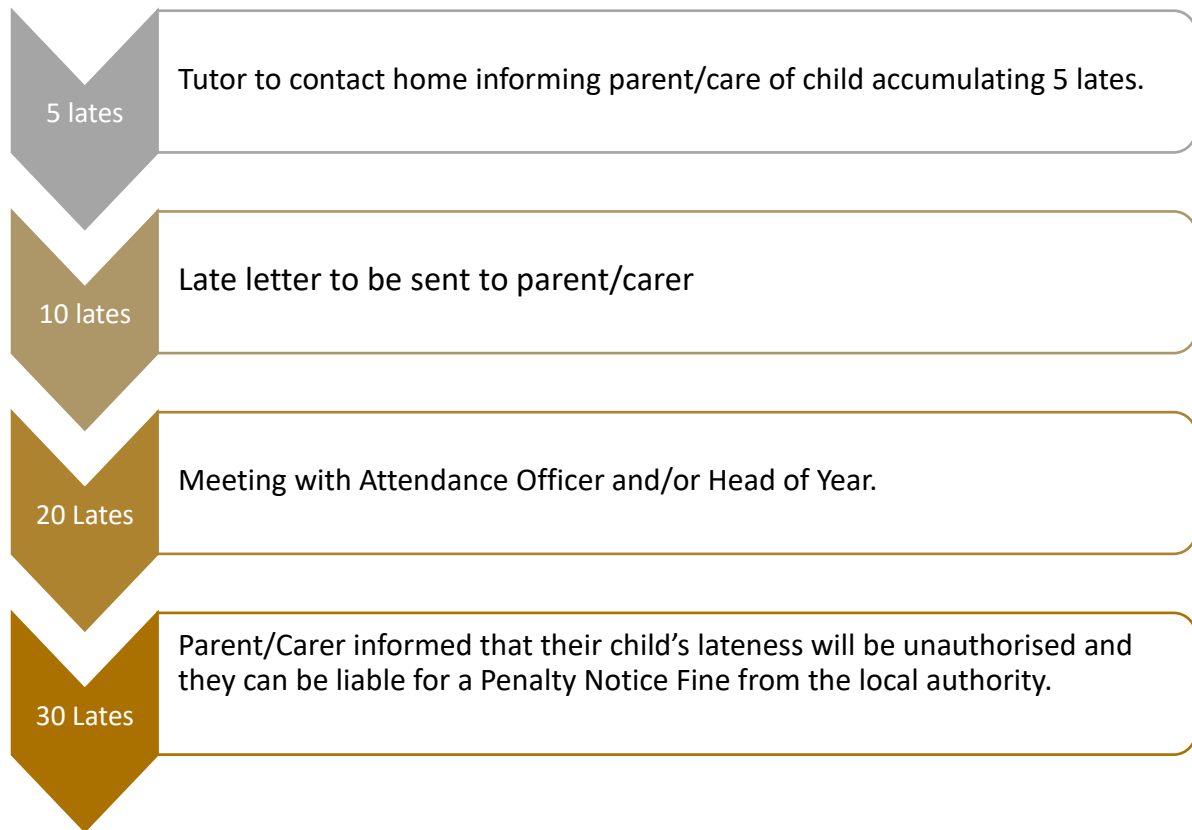 5 lates
Tutor to contact home informing parent/care of child accumulating 5 lates.
10 lates
Late letter to be sent to parent/carer
20 Lates
Meeting with Attendance Officer and/or Head of Year.
30 Lates
Parent/Carer informed that their child’s lateness will be unauthorised and
they can be liable for a Penalty Notice Fine from the local authority.